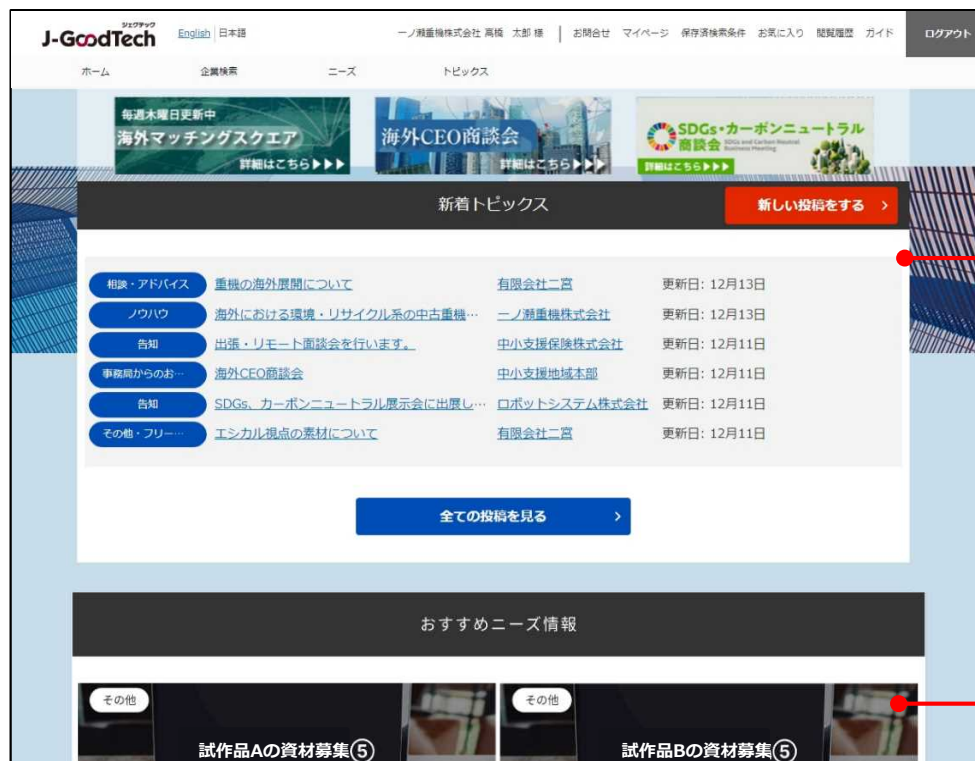 ジェグテック
J-GoodTech
English 日本語 一ノ瀬重機株式会社 高橋 太郎 様 お問合せ マイページ 保存済検索条件 お気に入り 閲覧履歴 ガイド ログアウト
ホーム 企業検索 ニーズ トピックス
毎週木曜日更新中
海外マッチングスクエア
詳細はこちら▶▶▶
海外CEO商談会
詳細はこちら▶▶▶
SDGs・カーボンニュートラル
商談会 SDGs and Carbon Neutral Business Meeting
詳細はこちら▶▶▶
新着トピックス 新しい投稿をする
相談・アドバイス 重機の海外展開について 有限会社二宮 更新日: 12月13日
ノウハウ 海外における環境・リサイクル系の中古重機… 一ノ瀬重機株式会社 更新日: 12月13日
告知 出張・リモート面談会を行います。 中小支援保険株式会社 更新日: 12月11日
事務局からのお… 海外CEO商談会 中小支援地域本部 更新日: 12月11日
告知 SDGs、カーボンニュートラル展示会に出展し… ロボットシステム株式会社 更新日: 12月11日
その他・フリー… エシカル視点の素材について 有限会社二宮 更新日: 12月11日
全ての投稿を見る
おすすめニーズ情報
その他 その他
試作品Aの資材募集⑤ 試作品Bの資材募集⑤